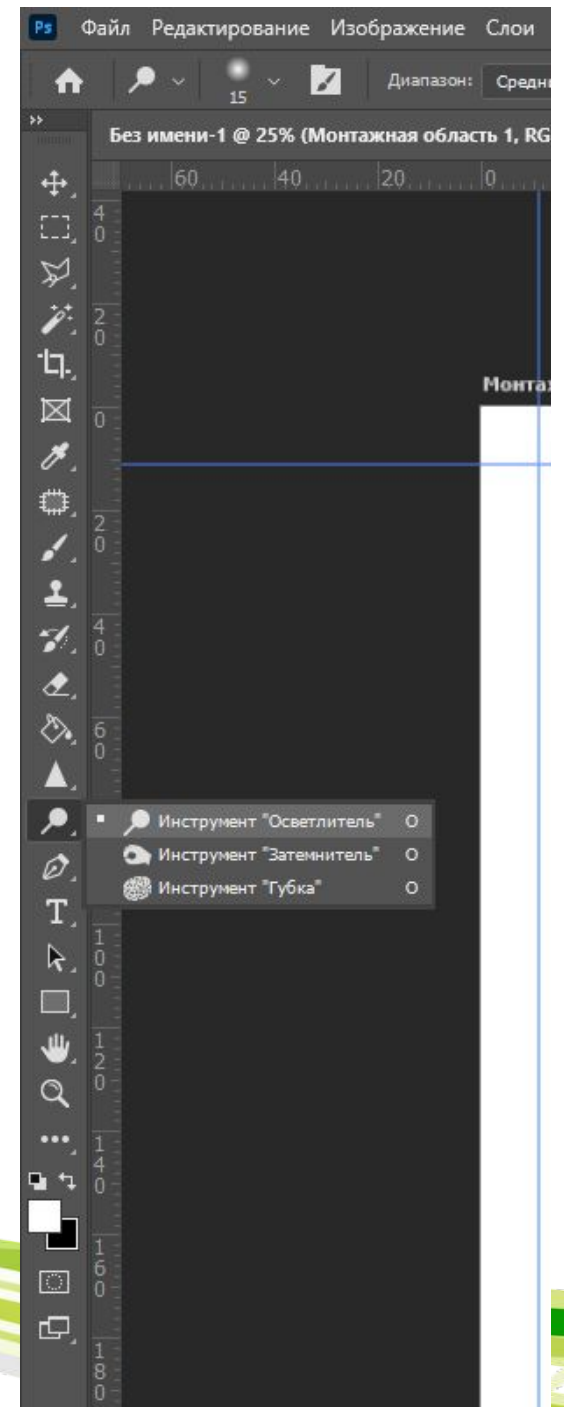 Ps Файл Редактирование Изображение Слои
15 Диапазон: Средн
Без имени-1 @ 25% (Монтажная область 1, RG
60 40 20 0
40
20
0
Монтаж
20
40
60
Инструмент "Осветлитель" O
Инструмент "Затемнитель" O
Инструмент "Губка" O
T
100
120
140
160
180